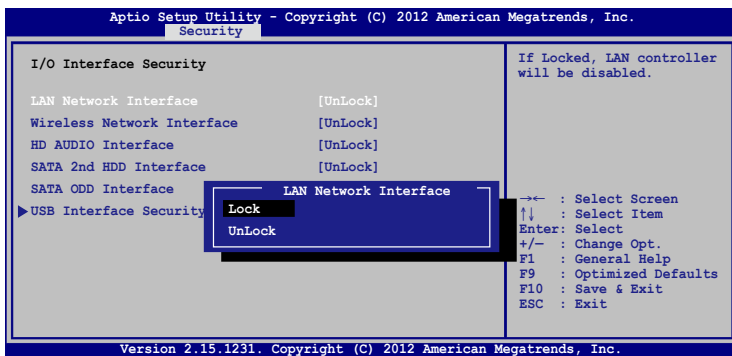 Aptio Setup Utility - Copyright (C) 2012 American Megatrends, Inc.
Security
I/O Interface Security
LAN Network Interface [UnLock]
Wireless Network Interface [UnLock]
HD AUDIO Interface [UnLock]
SATA 2nd HDD Interface [UnLock]
SATA ODD Interface
USB Interface Security
LAN Network Interface
Lock
UnLock
If Locked, LAN controller
will be disabled.
→← : Select Screen
↑↓ : Select Item
Enter: Select
+/— : Change Opt.
F1 : General Help
F9 : Optimized Defaults
F10 : Save & Exit
ESC : Exit
Version 2.15.1231. Copyright (C) 2012 American Megatrends, Inc.